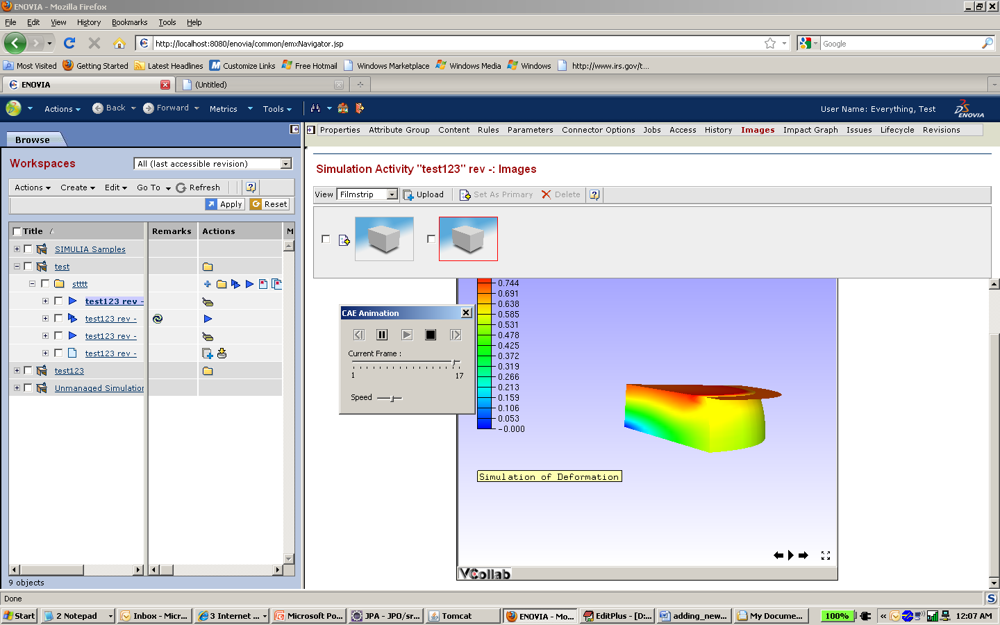 ENOVIA - Mozilla Firefox
File Edit View History Bookmarks Tools Help
http://localhost:8080/enovia/common/emxNavigator.jsp
Google
Most Visited Getting Started Latest Headlines Customize Links Free Hotmail Windows Marketplace Windows Media Windows http://www.irs.gov/t...
ENOVIA (Untitled)
Actions Back Forward Metrics Tools User Name: Everything, Test ENOVIA
Browse
Properties Attribute Group Content Rules Parameters Connector Options Jobs Access History Images Impact Graph Issues Lifecycle Revisions
Workspaces All (last accessible revision)
Simulation Activity "test123" rev -: Images
Actions Create Edit Go To Refresh
View Filmstrip Upload Set As Primary Delete
Apply Reset
Title Remarks Actions M
SIMULIA Samples
test
stttt
test123 rev -
test123 rev -
test123 rev -
test123 rev -
test123
Unmanaged Simulation
9 objects
0.744
0.691
0.638
0.585
0.531
0.478
0.425
0.372
0.319
0.266
0.213
0.159
0.106
0.053
-0.000
CAE Animation
Current Frame :
1 17
Speed
Simulation of Deformation
VCollab
Done
Start 2 Notepad Inbox - Micr... 3 Internet ... Microsoft Po... JPA - JPO/sr... Tomcat ENOVIA - Mo... EditPlus - [D:... adding_new... My Docume... 100% 12:07 AM